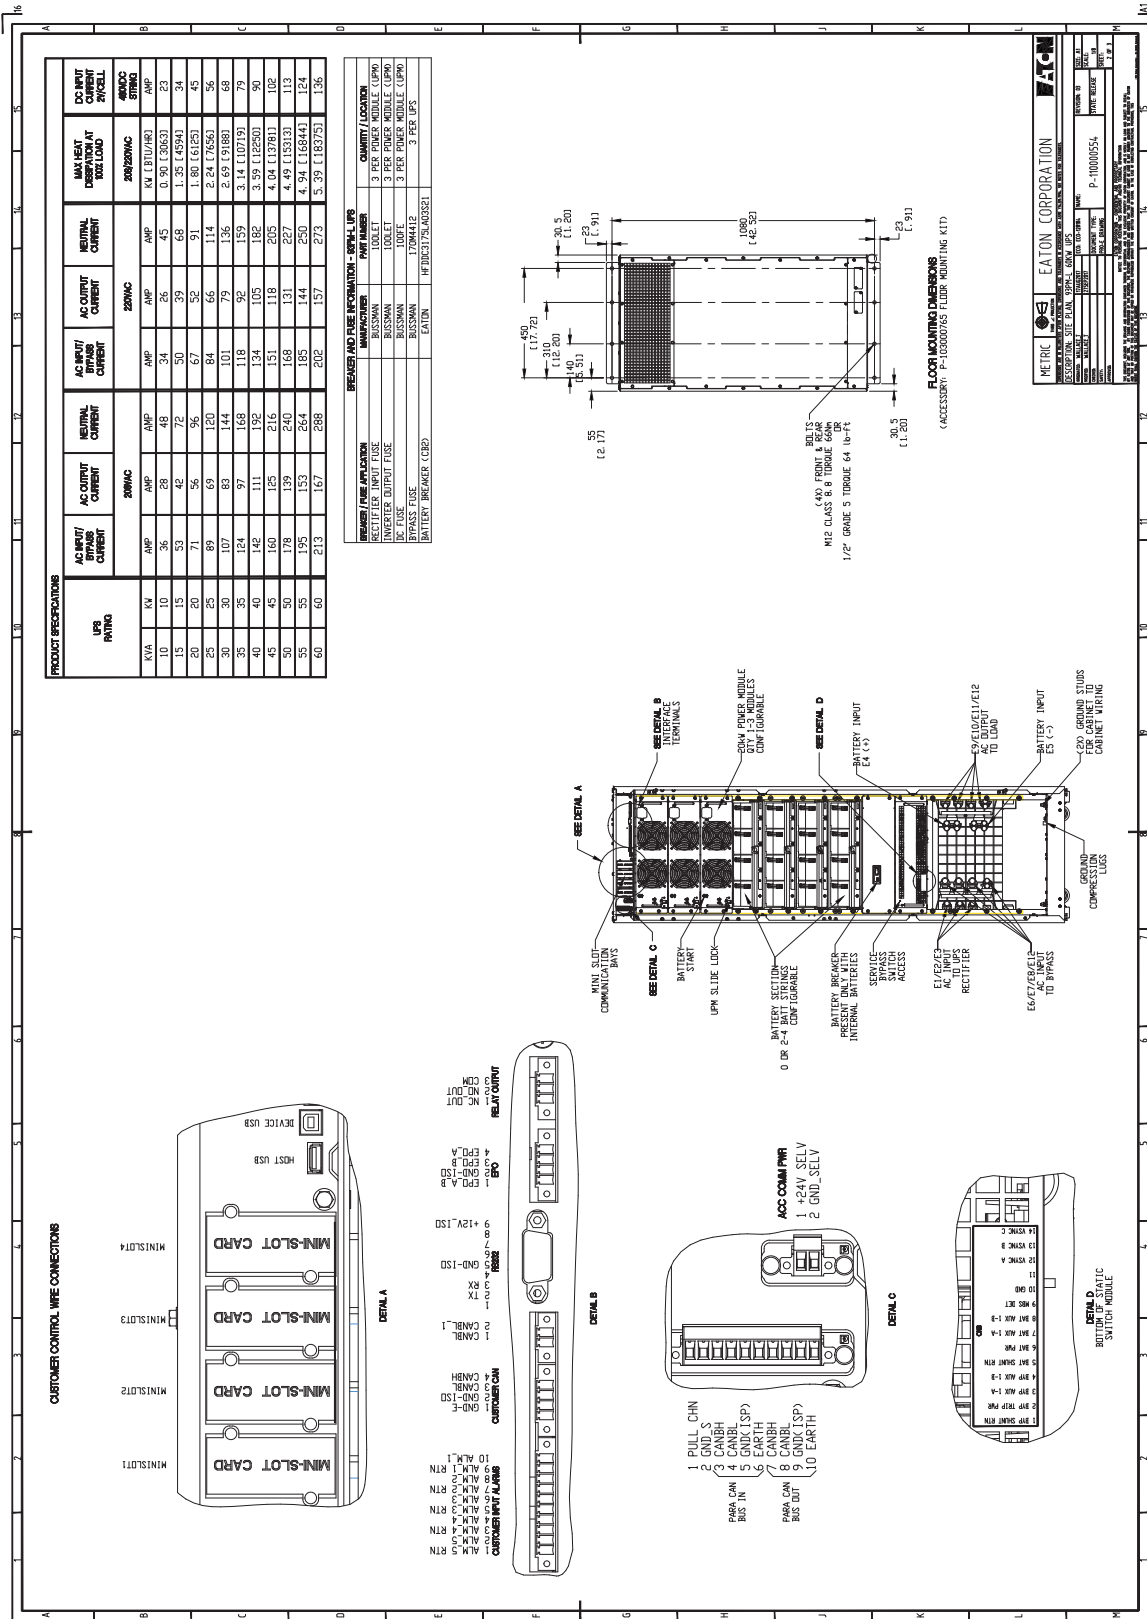 CUSTOMER CONTROL WIRE CONNECTIONS
MINISLOT1
MINISLOT2
MINISLOT3
MINISLOT4
MINI-SLOT CARD
MINI-SLOT CARD
MINI-SLOT CARD
MINI-SLOT CARD
HOST USB
DEVICE USB
DETAIL A
1 ALM_5 RTN
2 ALM_5
3 ALM_4 RTN
4 ALM_4
5 ALM_3 RTN
6 ALM_3
7 ALM_2 RTN
8 ALM_2
9 ALM_1 RTN
10 ALM_1
CUSTOMER INPUT ALARMS
1 GND-E
2 GND-ISO
3 CANBL
4 CANBH
CUSTOMER CAN
1 CANBL
2 CANBL_1
1
2 TX
3 RX
4
5 GND-ISO
6
7
8
9 +12V_ISO
RS232
1 EPO_A_B
2 GND-ISO
3 EPO_B
4 EPO_A
EPO
1 NC_OUT
2 NO_OUT
3 COM
RELAY OUTPUT
DETAIL B
1 PULL CHN
2 GND_S
3 CANBH
4 CANBL
5 GND(ISP)
6 EARTH
7 CANBH
8 CANBL
9 GND(ISP)
10 EARTH
PARA CAN
BUS IN
PARA CAN
BUS OUT
ACC COMM PWR
1 +24V SELV
2 GND_SELV
DETAIL C
1 BYP SHUNT RTN
2 BYP TRIP PWR
3 BYP AUX 1-A
4 BYP AUX 1-B
5 BAT SHUNT RTN
6 BAT PWR
7 BAT AUX 1-A
8 BAT AUX 1-B
9 MBS DET
10 GND
11
12 VSYNC A
13 VSYNC B
14 VSYNC C
DETAIL D
BOTTOM OF STATIC
SWITCH MODULE
SEE DETAIL A
MINI SLOT
COMMUNICATION
BAYS
SEE DETAIL C
BATTERY
START
UPM SLIDE LOCK
BATTERY SECTION
0 OR 2-4 BATT STRINGS
CONFIGURABLE
BATTERY BREAKER
PRESENT ONLY WITH
INTERNAL BATTERIES
SERVICE
BYPASS
SWITCH
ACCESS
E1/E2/E3
AC INPUT
TO UPS
RECTIFIER
E6/E7/E8/E12
AC INPUT
TO BYPASS
GROUND
COMPRESSION
LUGS
SEE DETAIL B
INTERFACE
TERMINALS
20kW POWER MODULE
QTY 1-3 MODULES
CONFIGURABLE
SEE DETAIL D
BATTERY INPUT
E4 (+)
E9/E10/E11/E12
AC OUTPUT
TO LOAD
BATTERY INPUT
E5 (-)
(2X) GROUND STUDS
FOR CABINET TO
CABINET WIRING
PRODUCT SPECIFICATIONS
UPS RATING
AC INPUT/ BYPASS CURRENT
AC OUTPUT CURRENT
NEUTRAL CURRENT
AC INPUT/ BYPASS CURRENT
AC OUTPUT CURRENT
NEUTRAL CURRENT
MAX HEAT DISSIPATION AT 100% LOAD
DC INPUT CURRENT 2V/CELL
208VAC 220VAC 208/220VAC 480VDC STRING
KVA KW AMP AMP AMP AMP AMP AMP KW [BTU/HR] AMP
10 10 36 28 48 34 26 45 0.90 [3063] 23
15 15 53 42 72 50 39 68 1.35 [4594] 34
20 20 71 56 96 67 52 91 1.80 [6125] 45
25 25 89 69 120 84 66 114 2.24 [7656] 56
30 30 107 83 144 101 79 136 2.69 [9188] 68
35 35 124 97 168 118 92 159 3.14 [10719] 79
40 40 142 111 192 134 105 182 3.59 [12250] 90
45 45 160 125 216 151 118 205 4.04 [13781] 102
50 50 178 139 240 168 131 227 4.49 [15313] 113
55 55 195 153 264 185 144 250 4.94 [16844] 124
60 60 213 167 288 202 157 273 5.39 [18375] 136
BREAKER AND FUSE INFORMATION - 93PM-L UPS
BREAKER / FUSE APPLICATION MANUFACTURER PART NUMBER QUANTITY / LOCATION
RECTIFIER INPUT FUSE BUSSMAN 100LET 3 PER POWER MODULE (UPM)
INVERTER OUTPUT FUSE BUSSMAN 100LET 3 PER POWER MODULE (UPM)
DC FUSE BUSSMAN 100FE 3 PER POWER MODULE (UPM)
BYPASS FUSE BUSSMAN 170M4412 3 PER UPS
BATTERY BREAKER (CB2) EATON HFDDC3175LA03S21
55
[2.17]
140
[5.51]
310
[12.20]
450
[17.72]
30.5
[1.20]
23
[.91]
1080
[42.52]
23
[.91]
30.5
[1.20]
BOLTS
(4X) FRONT & REAR
M12 CLASS 8.8 TORQUE 66Nm
OR
1/2" GRADE 5 TORQUE 64 lb-ft
FLOOR MOUNTING DIMENSIONS
(ACCESSORY: P-103000765 FLOOR MOUNTING KIT)
METRIC
EATON CORPORATION
EATON
DESCRIPTION: SITE PLAN, 93PM-L 60KW UPS
P-110000554
REVISION: 03
STATE: RELEASE